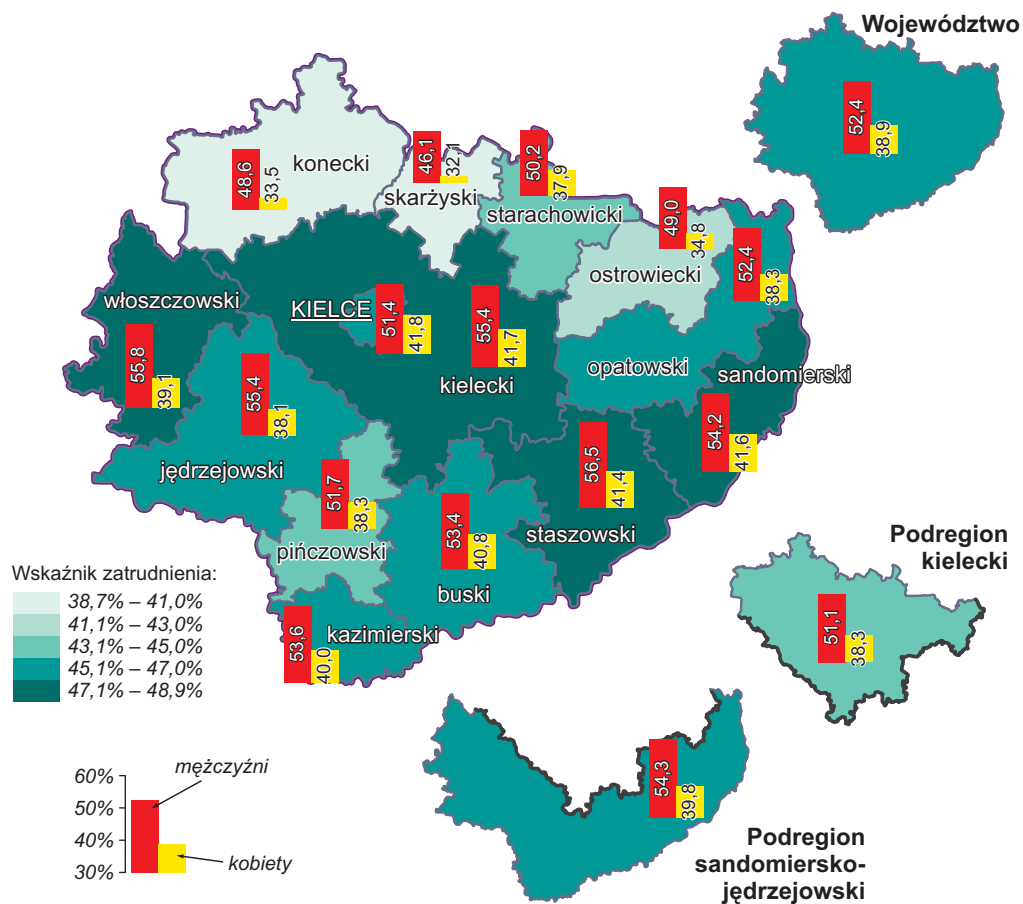 Województwo
52,4
38,9
konecki
48,6
33,5
46,1
32,1
skarżyski
50,2
37,9
starachowicki
49,0
34,8
ostrowiecki
52,4
38,3
opatowski
włoszczowski
55,8
39,1
KIELCE
51,4
41,8
55,4
41,7
kielecki
sandomierski
54,2
41,6
55,4
38,1
jędrzejowski
56,5
41,4
staszowski
51,7
38,3
pińczowski
53,4
40,8
buski
kazimierski
53,6
40,0
Podregion
kielecki
51,1
38,3
Wskaźnik zatrudnienia:
38,7% – 41,0%
41,1% – 43,0%
43,1% – 45,0%
45,1% – 47,0%
47,1% – 48,9%
54,3
39,8
Podregion
sandomiersko-
jędrzejowski
60%
50%
40%
30%
mężczyźni
kobiety